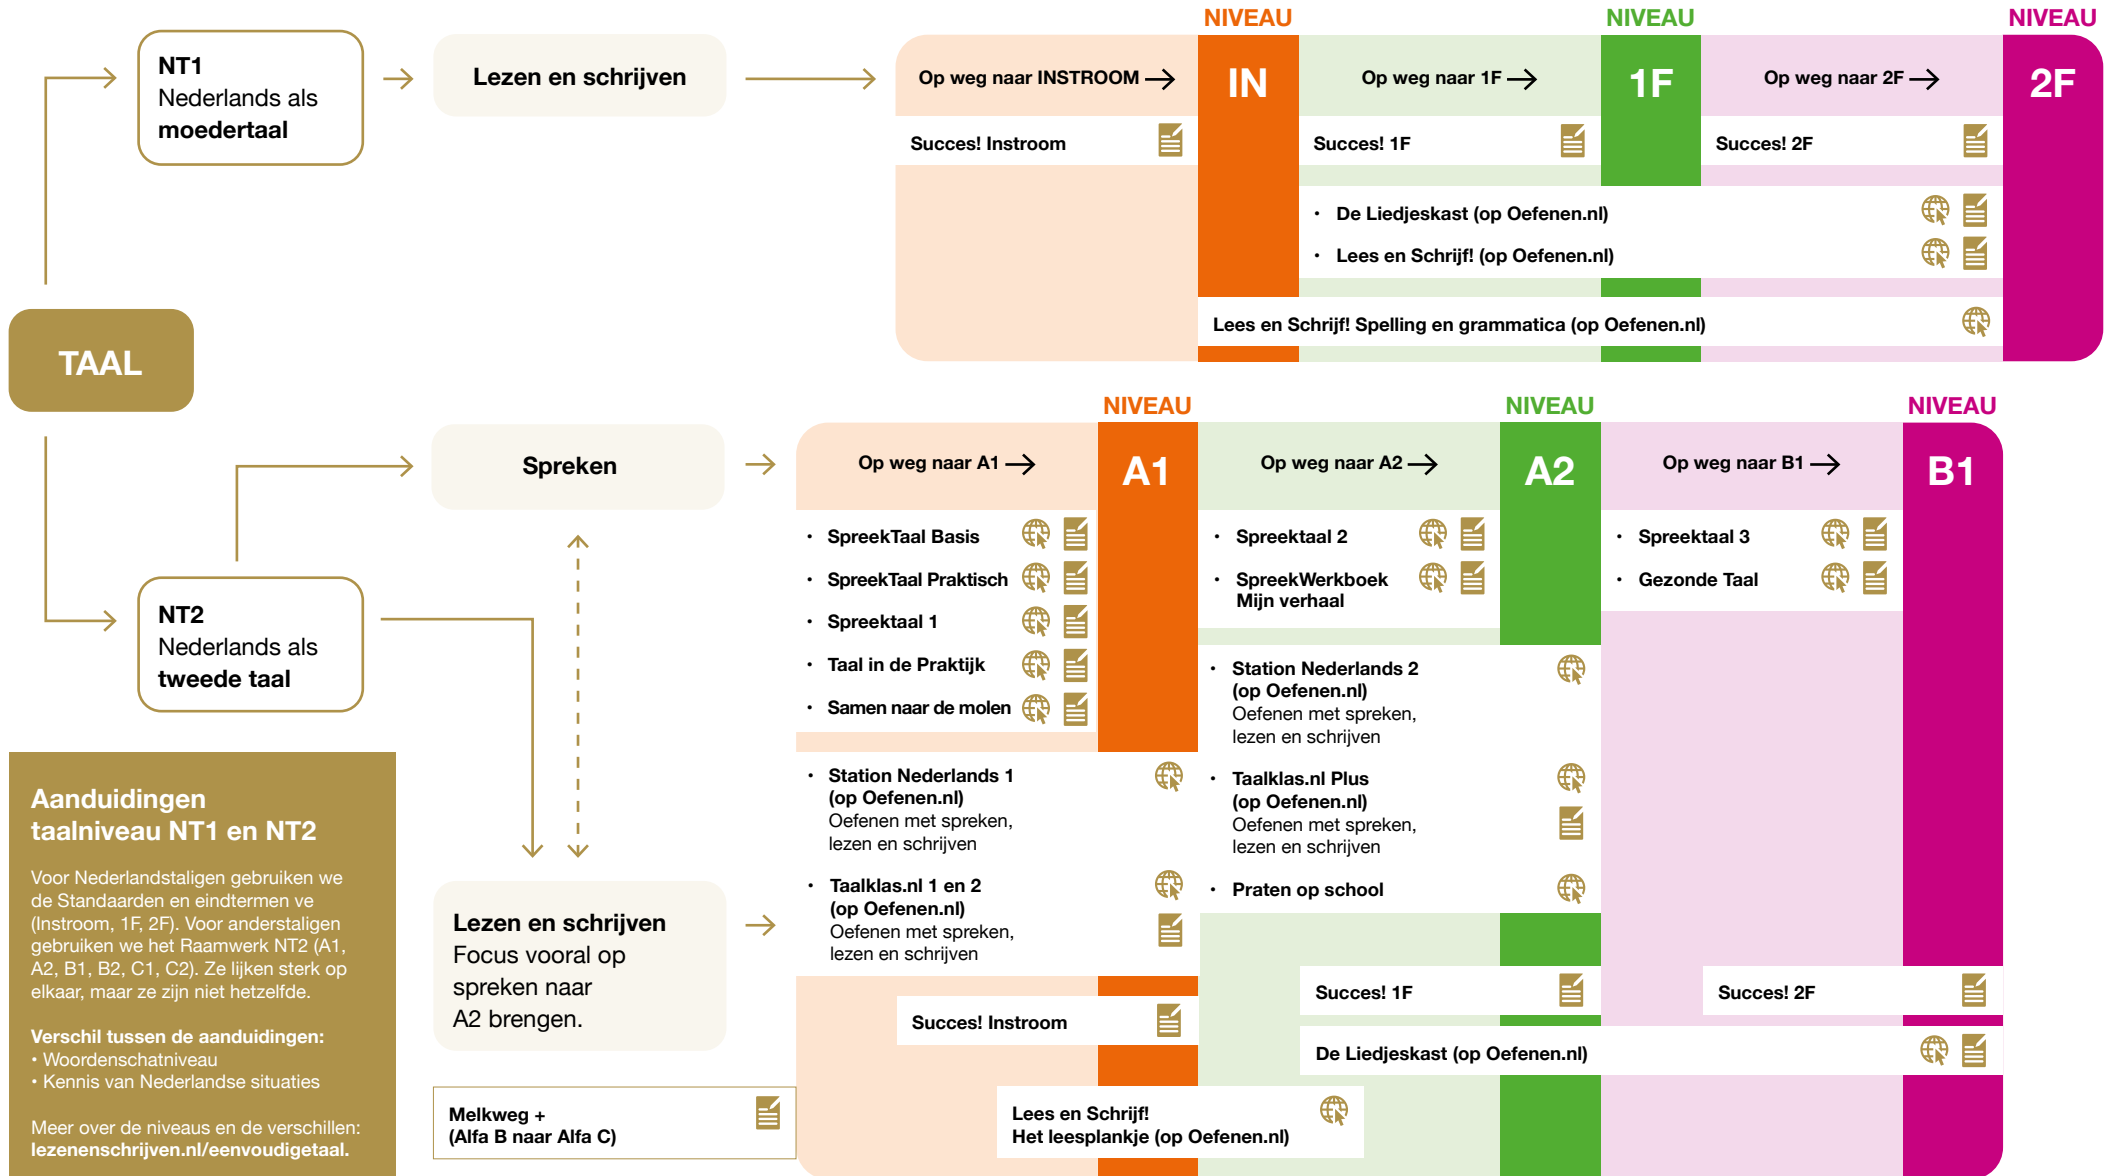 TAAL
NT1
Nederlands als
moedertaal
Lezen en schrijven
NIVEAU
NIVEAU
NIVEAU
Op weg naar INSTROOM
IN
Op weg naar 1F
1F
Op weg naar 2F
2F
Succes! Instroom
Succes! 1F
Succes! 2F
• De Liedjeskast (op Oefenen.nl)
• Lees en Schrijf! (op Oefenen.nl)
Lees en Schrijf! Spelling en grammatica (op Oefenen.nl)
NT2
Nederlands als
tweede taal
Spreken
NIVEAU
NIVEAU
NIVEAU
Op weg naar A1
A1
Op weg naar A2
A2
Op weg naar B1
B1
• SpreekTaal Basis
• SpreekTaal Praktisch
• Spreektaal 1
• Taal in de Praktijk
• Samen naar de molen
• Spreektaal 2
• SpreekWerkboek
Mijn verhaal
• Spreektaal 3
• Gezonde Taal
• Station Nederlands 1
(op Oefenen.nl)
Oefenen met spreken,
lezen en schrijven
• Taalklas.nl 1 en 2
(op Oefenen.nl)
Oefenen met spreken,
lezen en schrijven
• Station Nederlands 2
(op Oefenen.nl)
Oefenen met spreken,
lezen en schrijven
• Taalklas.nl Plus
(op Oefenen.nl)
Oefenen met spreken,
lezen en schrijven
• Praten op school
Lezen en schrijven
Focus vooral op
spreken naar
A2 brengen.
Succes! Instroom
Succes! 1F
Succes! 2F
De Liedjeskast (op Oefenen.nl)
Melkweg +
(Alfa B naar Alfa C)
Lees en Schrijf!
Het leesplankje (op Oefenen.nl)
Aanduidingen
taalniveau NT1 en NT2
Voor Nederlandstaligen gebruiken we
de Standaarden en eindtermen ve
(Instroom, 1F, 2F). Voor anderstaligen
gebruiken we het Raamwerk NT2 (A1,
A2, B1, B2, C1, C2). Ze lijken sterk op
elkaar, maar ze zijn niet hetzelfde.
Verschil tussen de aanduidingen:
• Woordenschatniveau
• Kennis van Nederlandse situaties
Meer over de niveaus en de verschillen:
lezenenschrijven.nl/eenvoudigetaal.